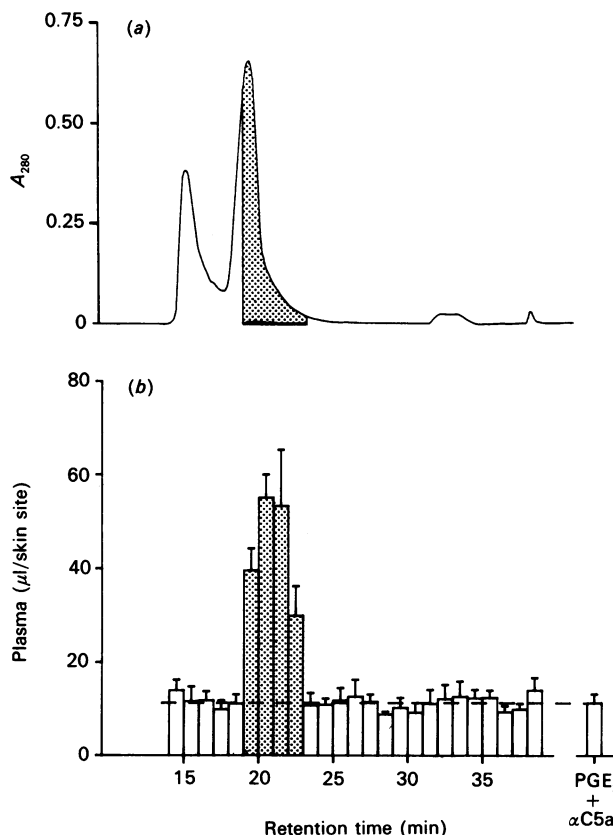 (a)
0.75
0.50
0.25
0
A280
(b)
80
60
40
20
0
Plasma (μl/skin site)
15 20 25 30 35
PGE
+
αC5a
Retention time (min)